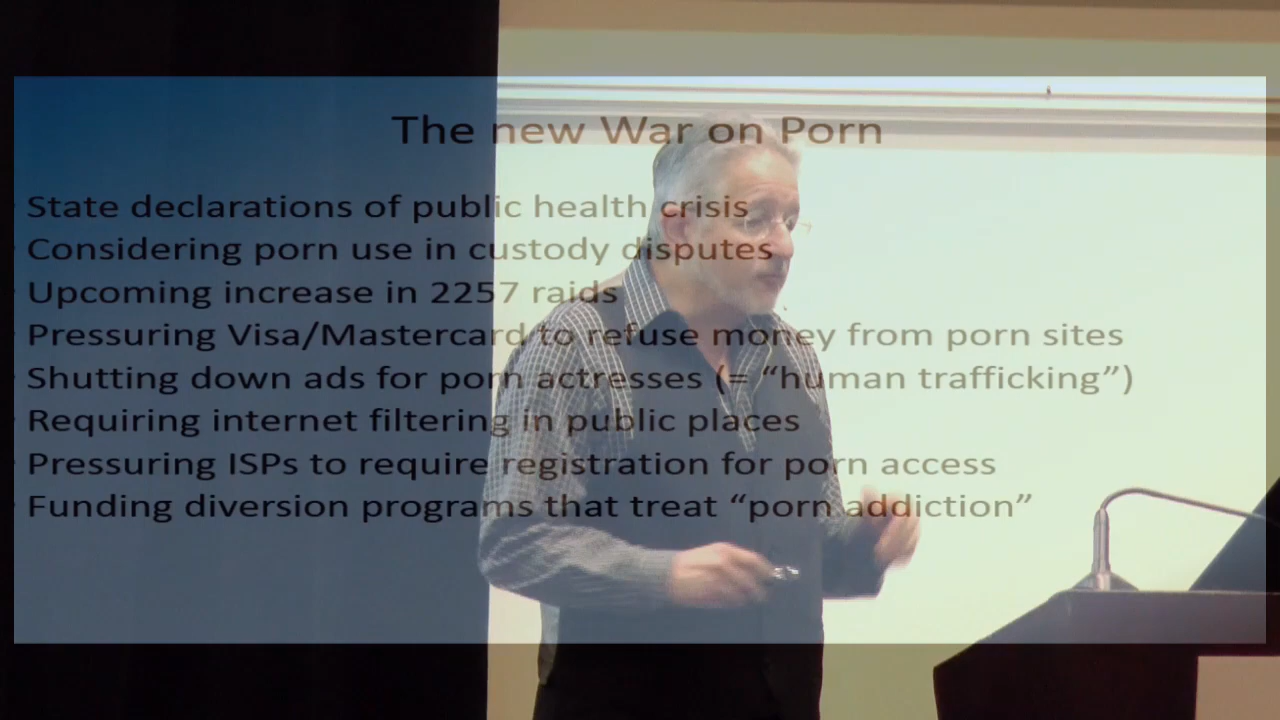 The new War on Porn
State declarations of public health crisis
Considering porn use in custody disputes
Upcoming increase in 2257 raids
Pressuring Visa/Mastercard to refuse money from porn sites
Shutting down ads for porn actresses (= “human trafficking”)
Requiring internet filtering in public places
Pressuring ISPs to require registration for porn access
Funding diversion programs that treat “porn addiction”